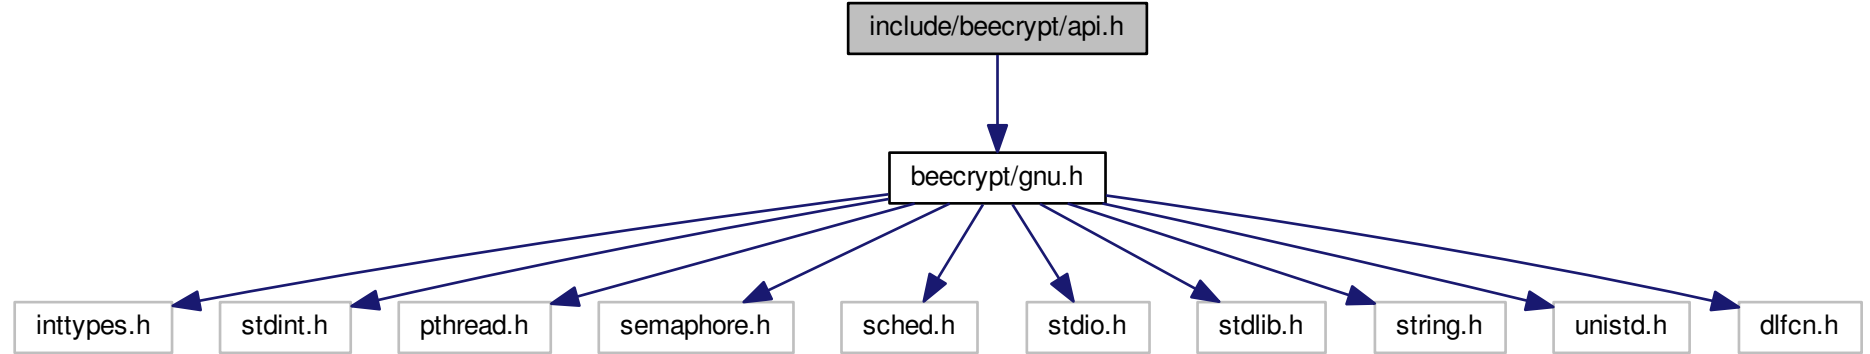 include/beecrypt/api.h
beecrypt/gnu.h
inttypes.h
stdint.h
pthread.h
semaphore.h
sched.h
stdio.h
stdlib.h
string.h
unistd.h
dlfcn.h